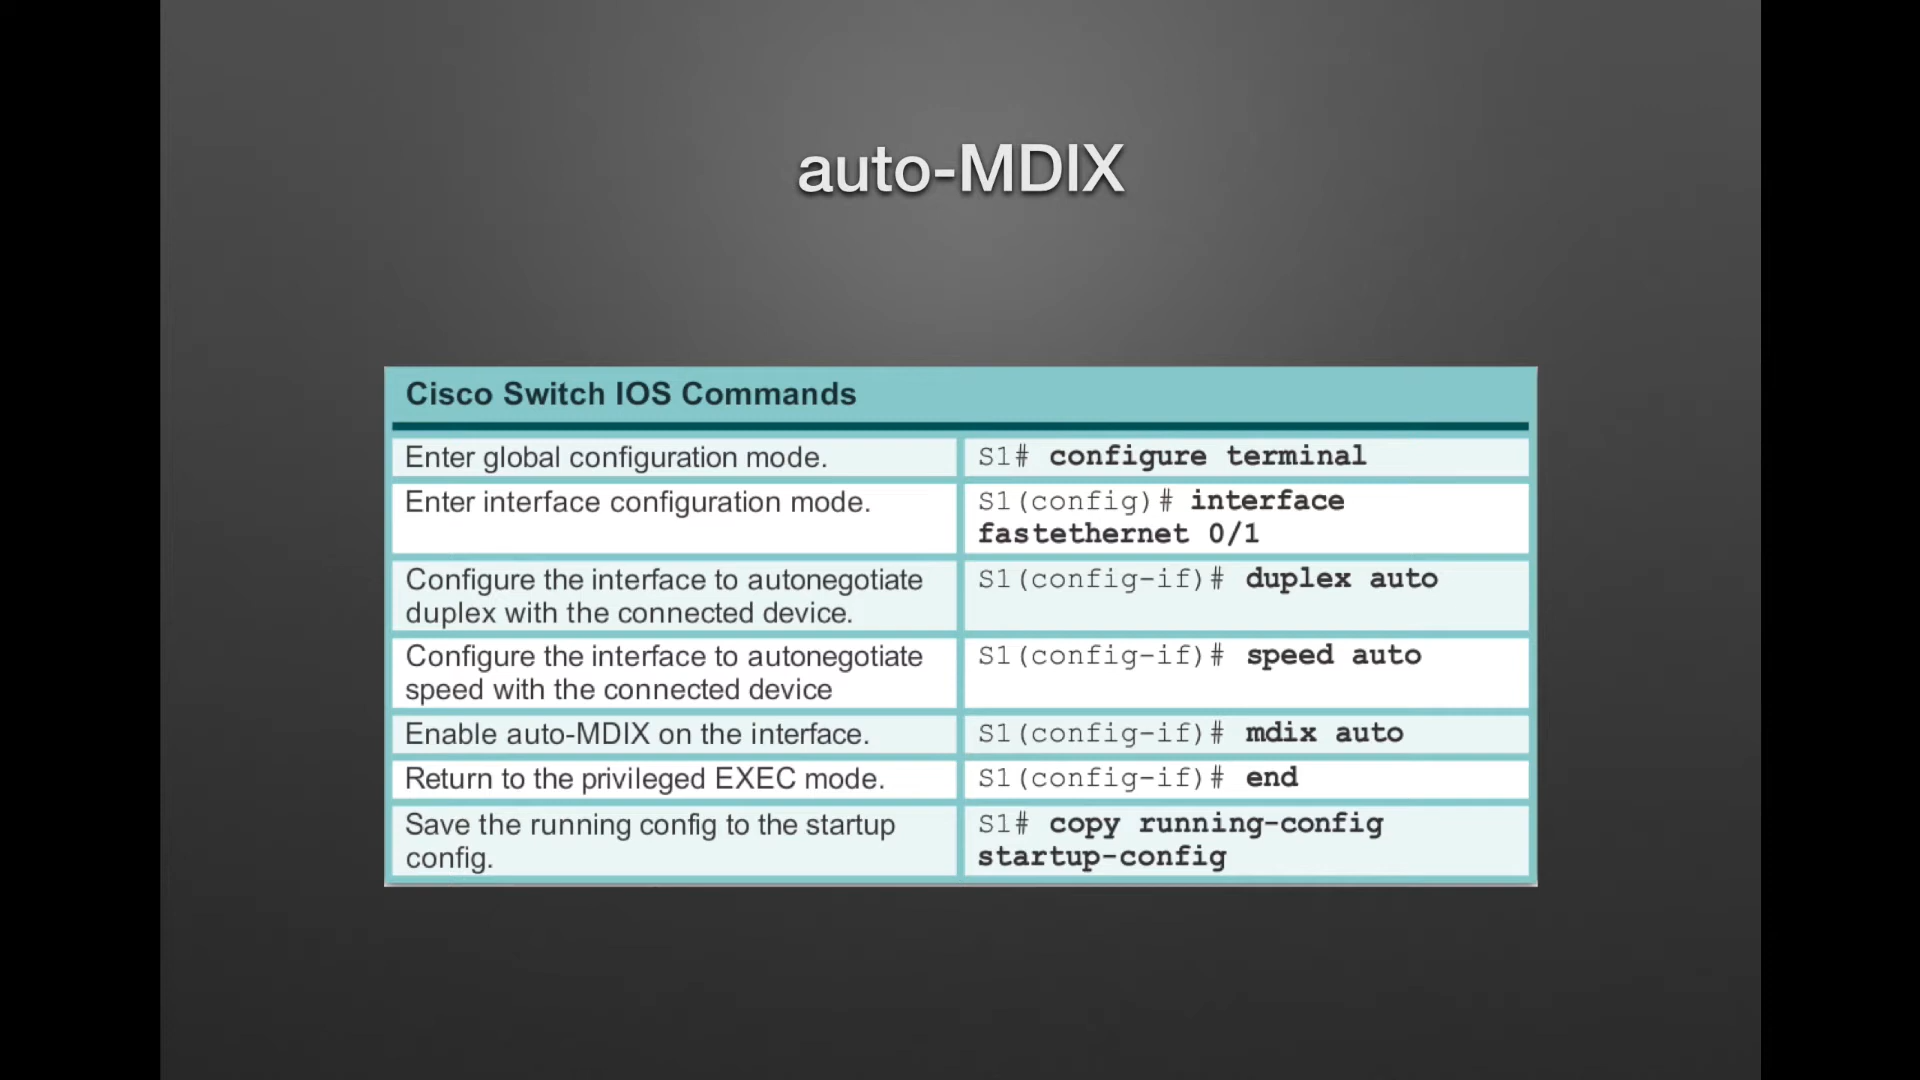 auto-MDIX
Cisco Switch IOS Commands
Enter global configuration mode.
S1# configure terminal
Enter interface configuration mode.
S1(config)# interface
fastethernet 0/1
Configure the interface to autonegotiate
duplex with the connected device.
S1(config-if)# duplex auto
Configure the interface to autonegotiate
speed with the connected device
S1(config-if)# speed auto
Enable auto-MDIX on the interface.
S1(config-if)# mdix auto
Return to the privileged EXEC mode.
S1(config-if)# end
Save the running config to the startup
config.
S1# copy running-config
startup-config